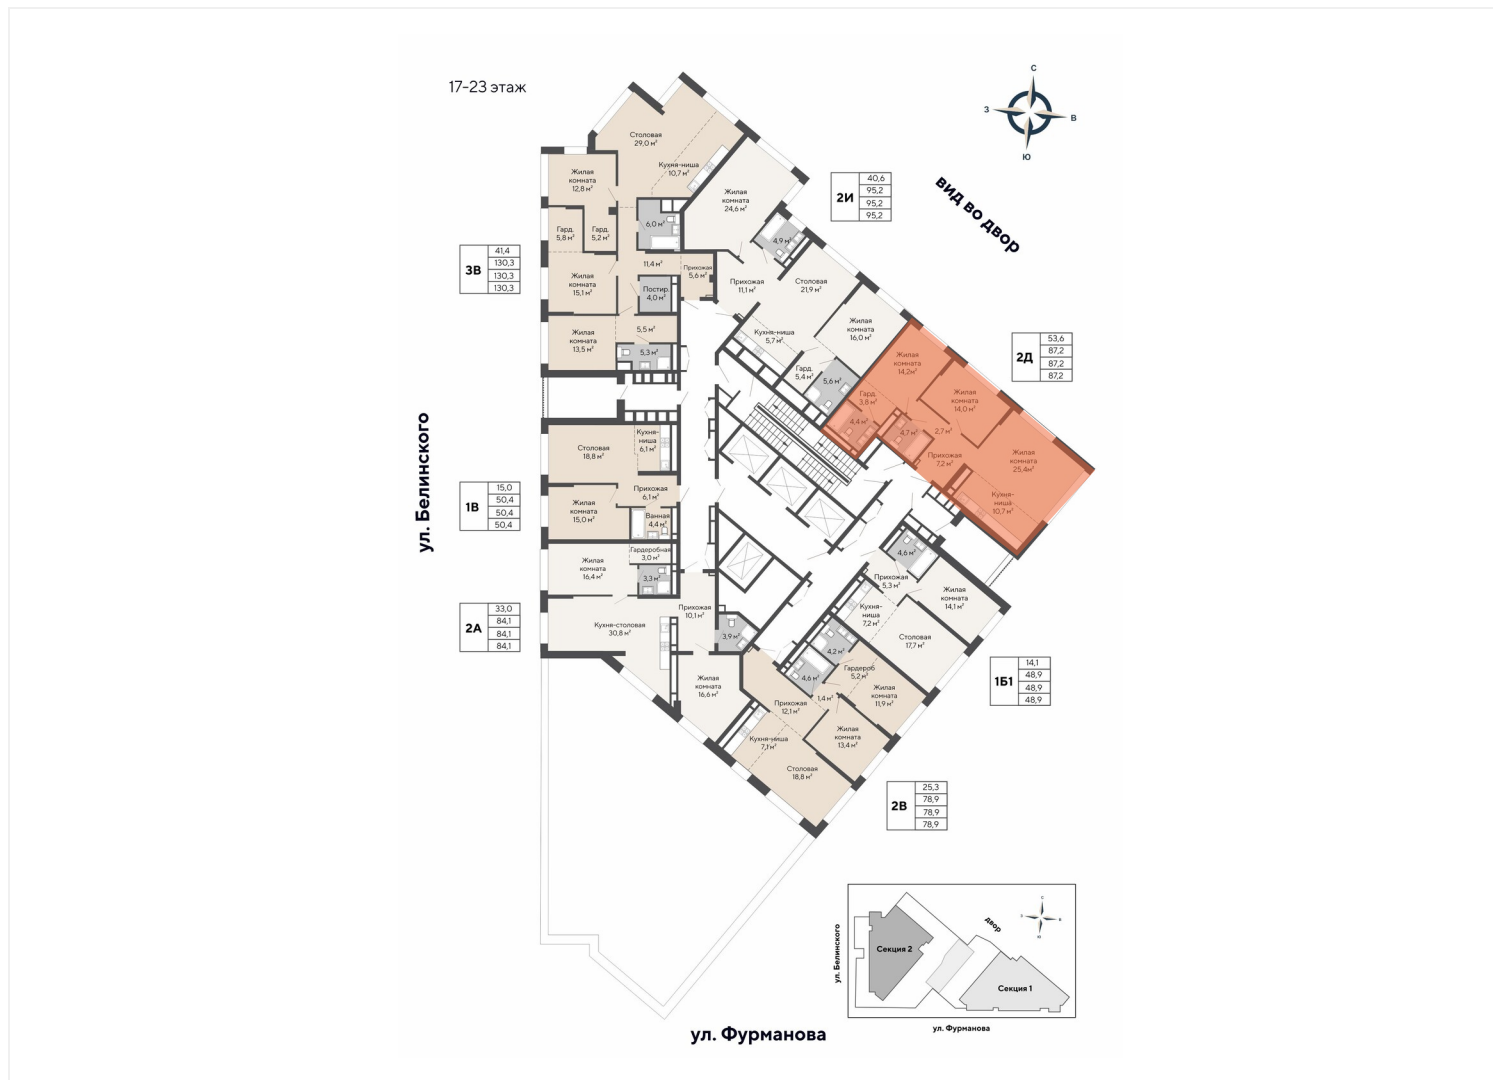 17-23 этаж
С
З
В
Ю
вид во двор
Столовая
29,0 м²
Кухня-ниша
10,7 м²
Жилая
комната
12,8 м²
Гард.
5,8 м²
Гард.
5,2 м²
6,0 м²
11,4 м²
Прихожая
5,6 м²
Жилая
комната
15,1 м²
Постир.
4,0 м²
Жилая
комната
13,5 м²
5,5 м²
5,3 м²
3В
41,4
130,3
130,3
130,3
Жилая
комната
24,6 м²
4,9 м²
Прихожая
11,1 м²
Столовая
21,9 м²
Кухня-ниша
5,7 м²
Жилая
комната
16,0 м²
Гард.
5,4 м²
5,6 м²
2И
40,6
95,2
95,2
95,2
Жилая
комната
14,2м²
Гард.
3,8 м²
4,4 м²
4,7 м²
2,7 м²
Жилая
комната
14,0 м²
Прихожая
7,2 м²
Жилая
комната
25,4м²
Кухня-
ниша
10,7 м²
2Д
53,6
87,2
87,2
87,2
ул. Белинского
Столовая
18,8 м²
Кухня-
ниша
6,1 м²
Прихожая
6,1 м²
Жилая
комната
15,0 м²
Ванная
4,4 м²
1В
15,0
50,4
50,4
50,4
Жилая
комната
16,4 м²
Гардеробная
3,0 м²
3,3 м²
Кухня-столовая
30,8 м²
Прихожая
10,1 м²
3,9 м²
Жилая
комната
16,6 м²
2А
33,0
84,1
84,1
84,1
4,6 м²
Прихожая
5,3 м²
Жилая
комната
14,1 м²
Кухня-
ниша
7,2 м²
Столовая
17,7 м²
1Б1
14,1
48,9
48,9
48,9
4,2 м²
4,6 м²
Гардероб
5,2 м²
1,4 м²
Жилая
комната
11,9 м²
Прихожая
12,1 м²
Жилая
комната
13,4 м²
Кухня-ниша
7,1 м²
Столовая
18,8 м²
2В
25,3
78,9
78,9
78,9
ул. Фурманова
ул. Белинского
Секция 2
двор
Секция 1
ул. Фурманова